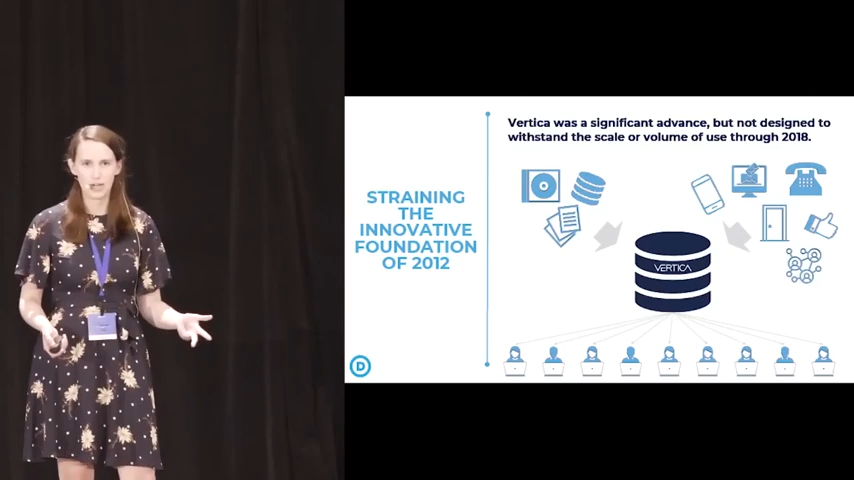 Vertica was a significant advance, but not designed to
withstand the scale or volume of use through 2018.
STRAINING
THE
INNOVATIVE
FOUNDATION
OF 2012
VERTICA
D